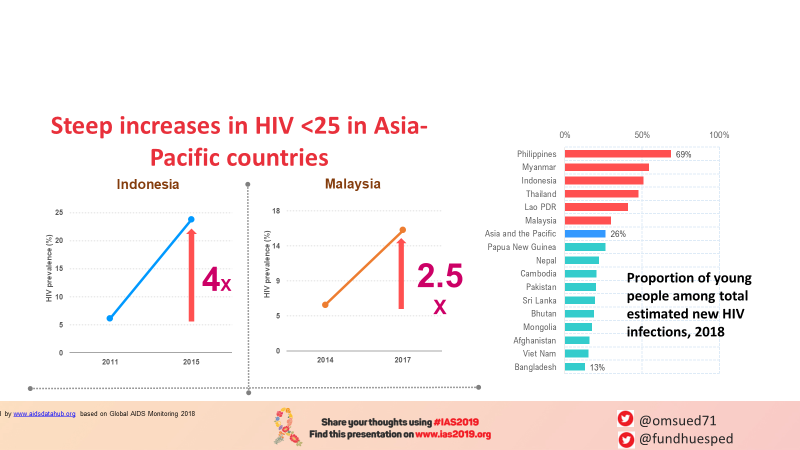 Steep increases in HIV <25 in Asia-
Pacific countries
Indonesia
HIV prevalence (%)
25
20
15
10
5
0
2011
2015
4x
Malaysia
HIV prevalence (%)
18
14
9
5
0
2014
2017
2.5
x
0%
50%
100%
Philippines
69%
Myanmar
Indonesia
Thailand
Lao PDR
Malaysia
Asia and the Pacific
26%
Papua New Guinea
Nepal
Cambodia
Pakistan
Sri Lanka
Bhutan
Mongolia
Afghanistan
Viet Nam
Bangladesh
13%
Proportion of young
people among total
estimated new HIV
infections, 2018
by www.aidsdatahub.org based on Global AIDS Monitoring 2018
Share your thoughts using #IAS2019
Find this presentation on www.ias2019.org
@omsued71
@fundhuesped